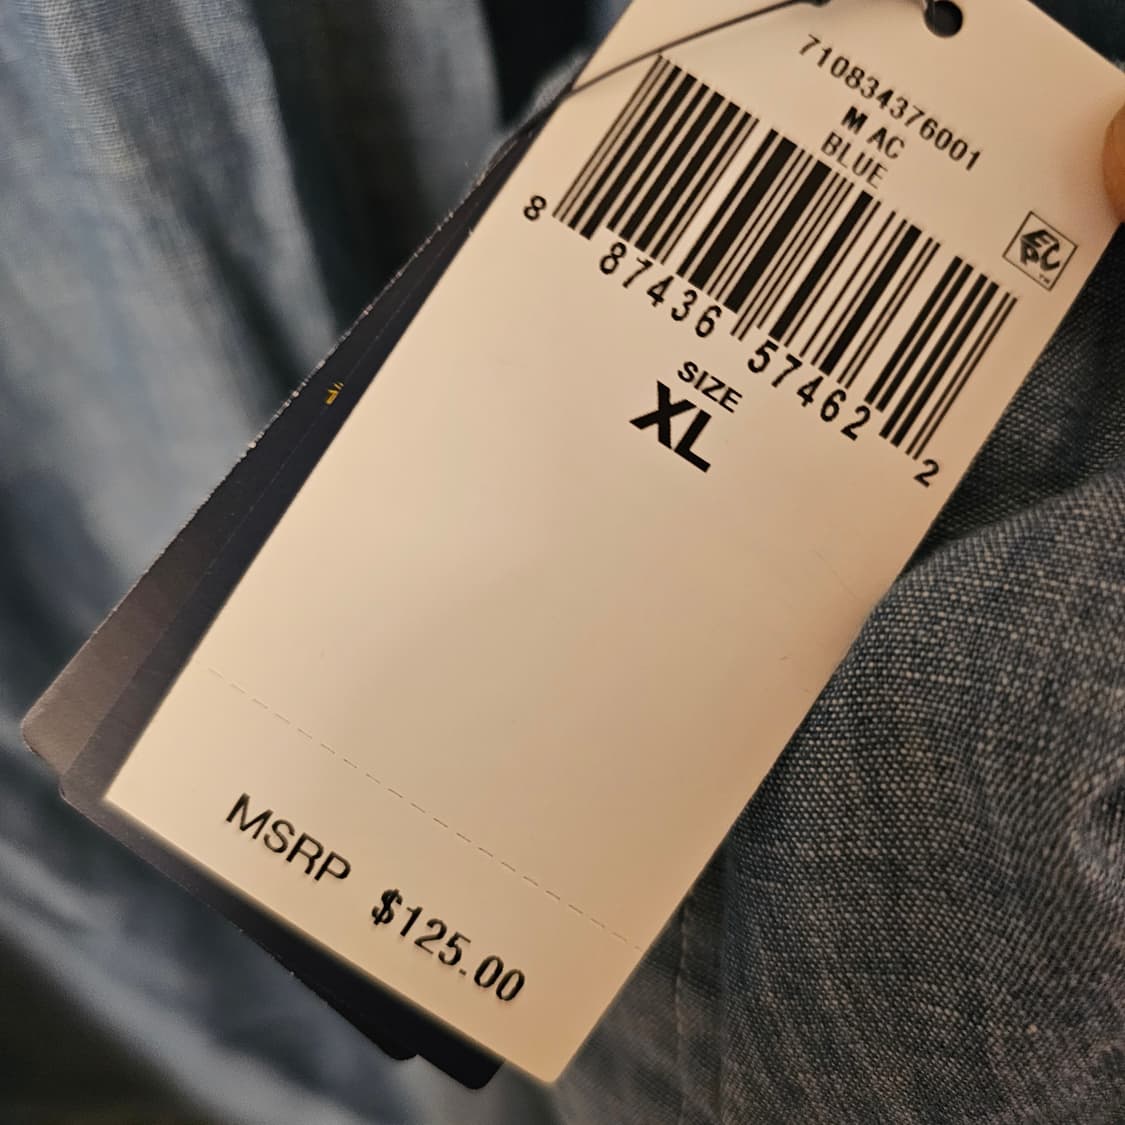 710834376001
M AC
BLUE
8 87436 57462 2
SIZE
XL
MSRP $125.00